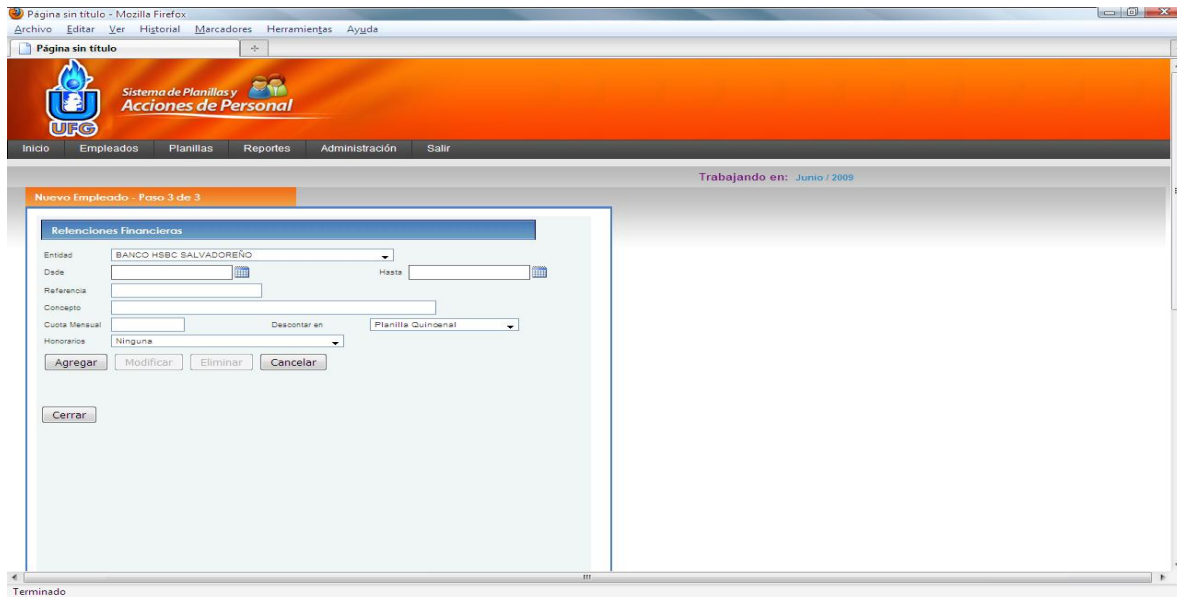 Página sin título - Mozilla Firefox
Archivo Editar Ver Historial Marcadores Herramientas Ayuda
Página sin título
Sistema de Planillas y
Acciones de Personal
UFG
Inicio Empleados Planillas Reportes Administración Salir
Trabajando en: Junio / 2009
Nuevo Empleado - Paso 3 de 3
Retenciones Financieras
Entidad BANCO HSBC SALVADOREÑO
Dsde Hasta
Referencia
Concepto
Cuota Mensual Descontar en Planilla Quincenal
Honorarios Ninguna
Agregar Modificar Eliminar Cancelar
Cerrar
Terminado